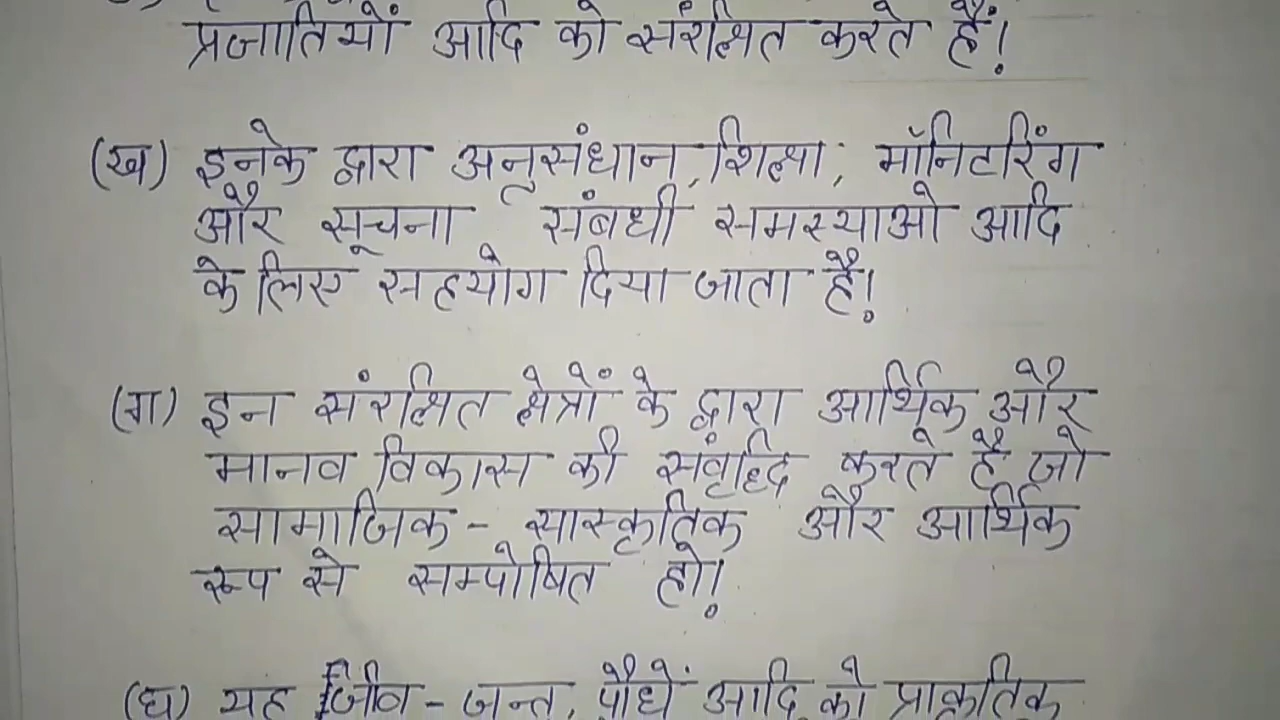 प्रजातियों आदि को संरक्षित करते हैं!
(ख) इनके द्वारा अनुसंधान, शिक्षा, मॉनिटरिंग
और सूचना संबधी समस्याओ आदि
के लिए सहयोग दिया जाता है!
(ग) इन संरक्षित क्षेत्रों के द्वारा आर्थिक और
मानव विकास की संवृद्धि करते है जो
सामाजिक - सास्कृतिक और आर्थिक
रूप से सम्पोषित हो!
(घ) यह जीव - जन्तु, पौधें आदि को प्राकृतिक